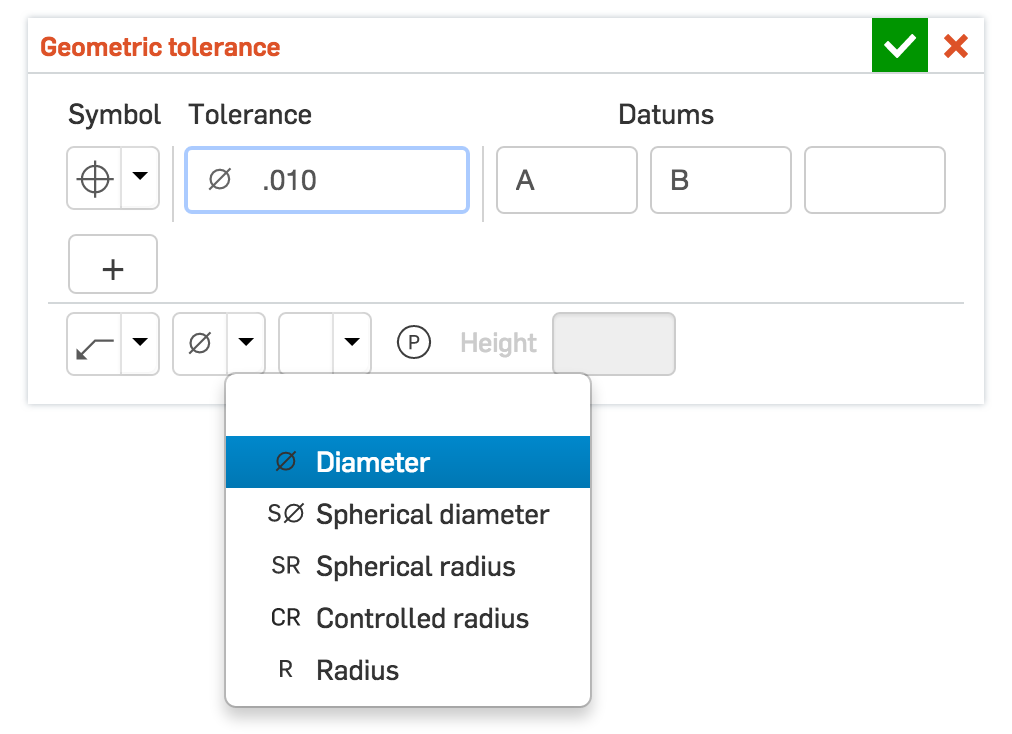 Geometric tolerance
Symbol Tolerance Datums
∅ .010 A B
+
∅ P Height
∅ Diameter
S∅ Spherical diameter
SR Spherical radius
CR Controlled radius
R Radius